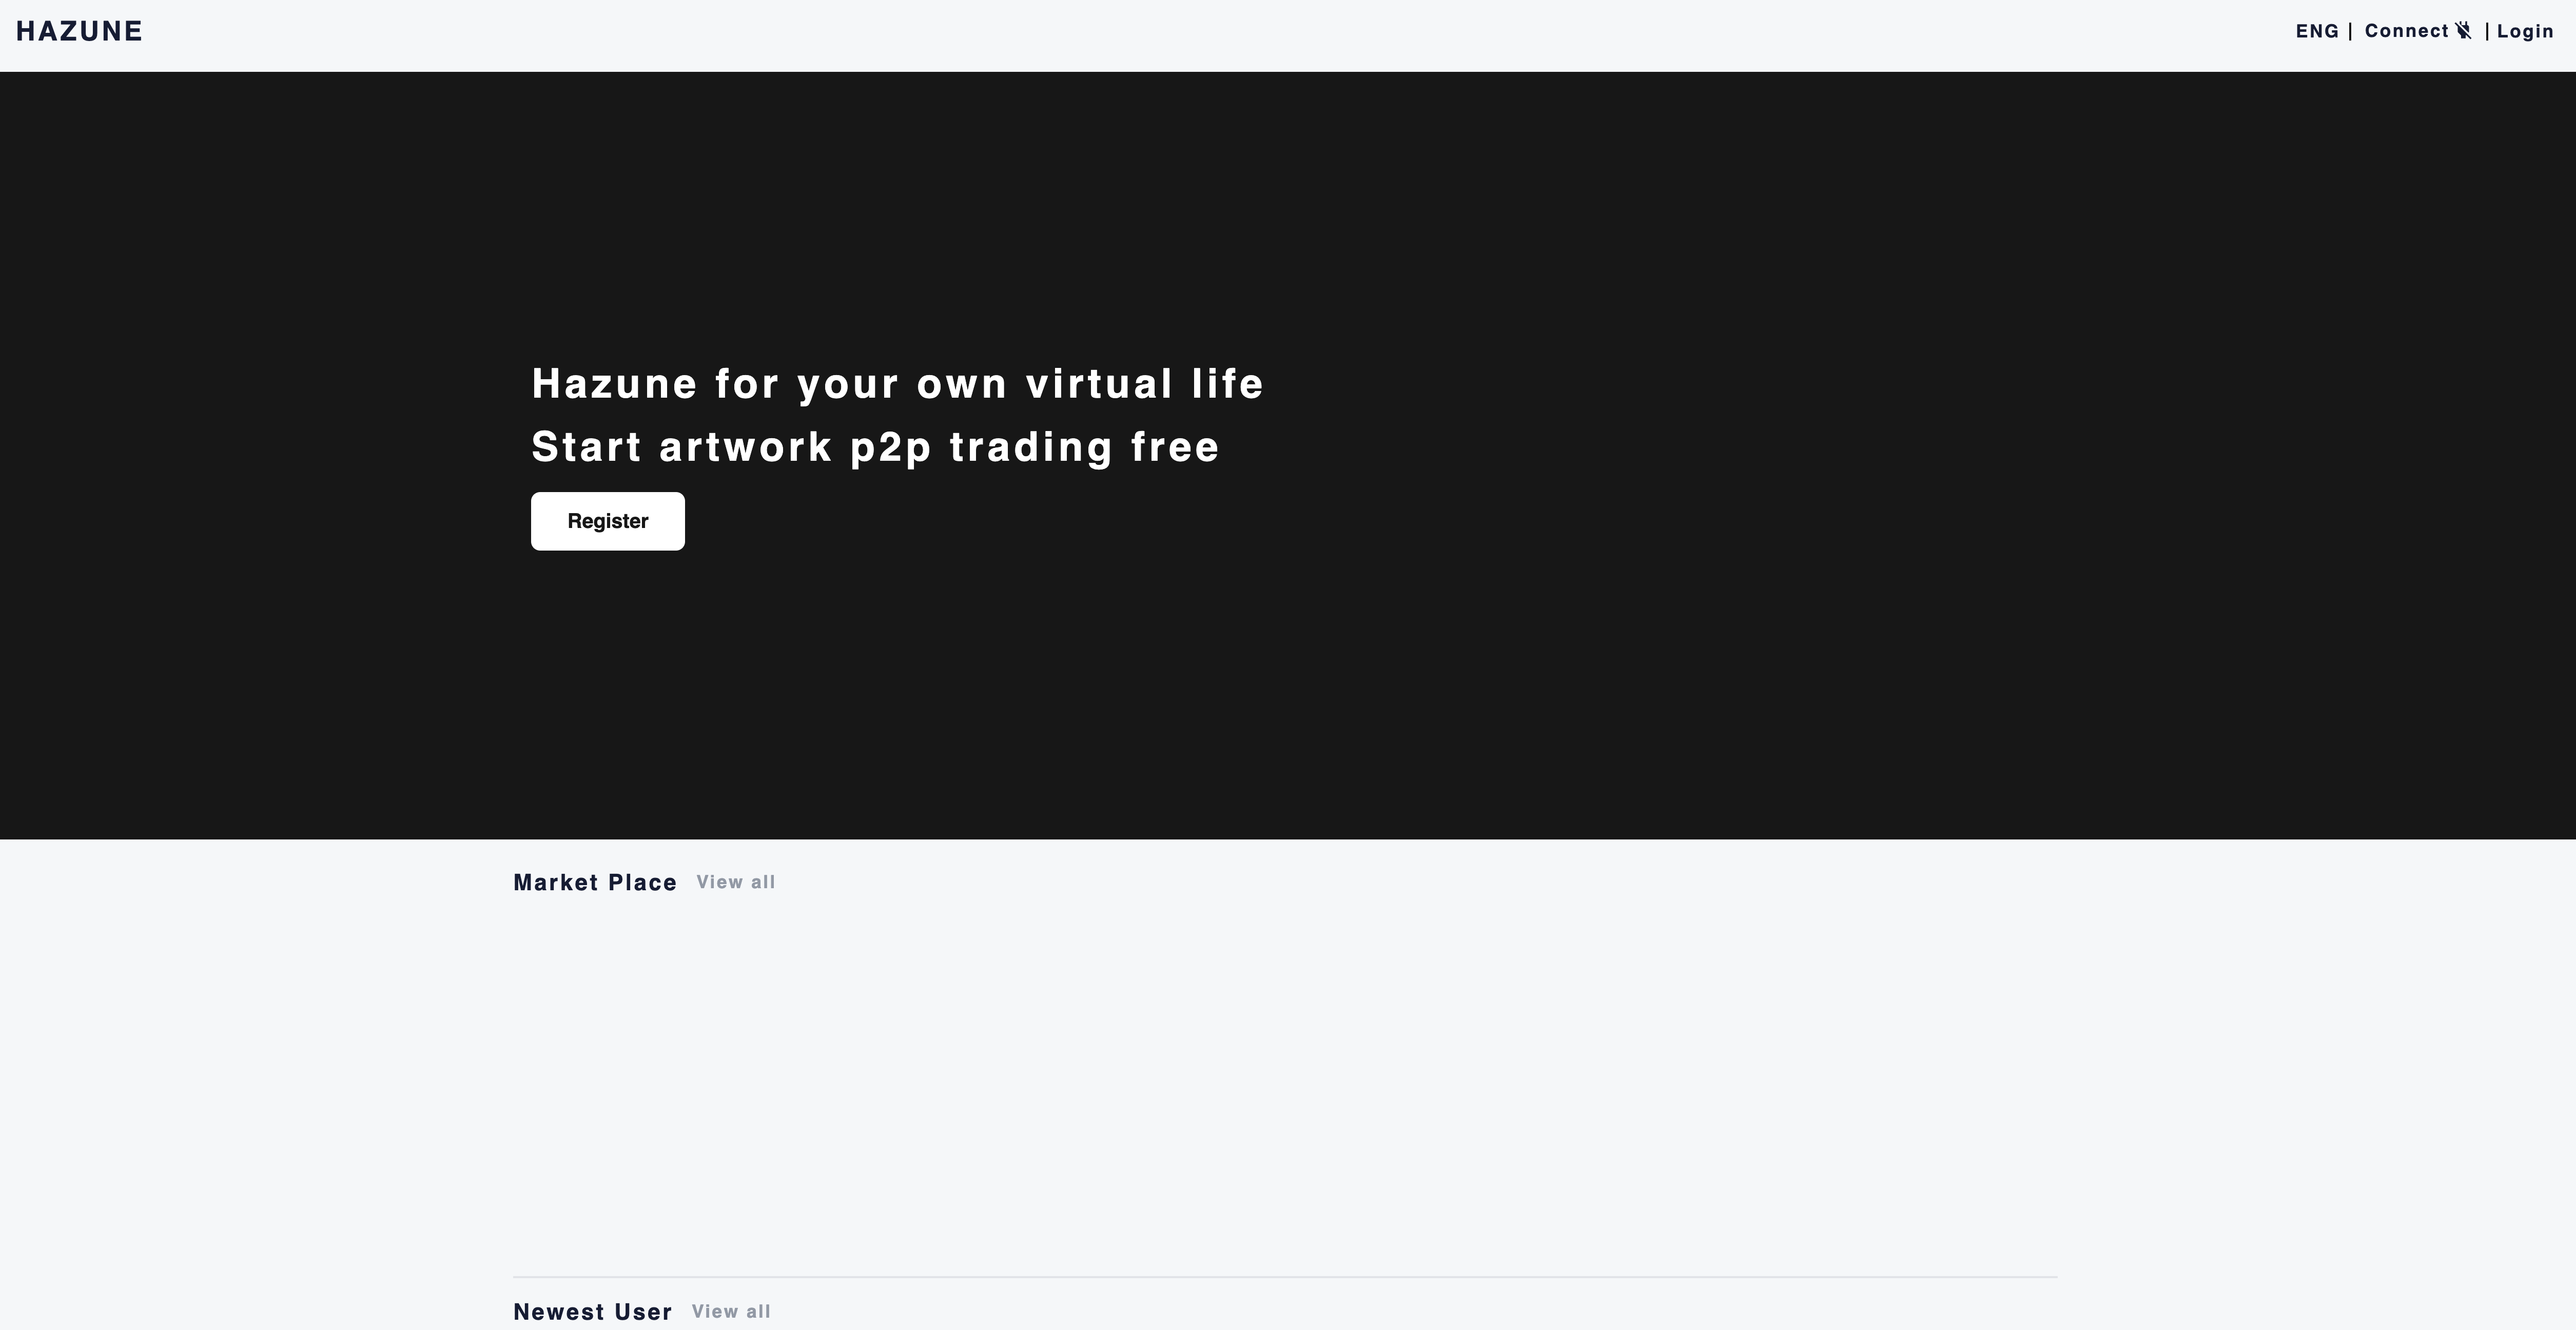 HAZUNE
ENG | Connect | Login
Hazune for your own virtual life
Start artwork p2p trading free
Register
Market Place View all
Newest User View all